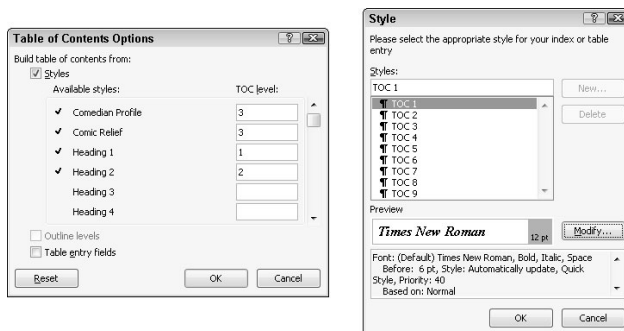 Table of Contents Options
Build table of contents from:
Styles
Available styles: TOC level:
Comedian Profile 3
Comic Relief 3
Heading 1 1
Heading 2 2
Heading 3
Heading 4
Outline levels
Table entry fields
Reset OK Cancel
Style
Please select the appropriate style for your index or table
entry
Styles:
TOC 1 New...
TOC 1
TOC 2 Delete
TOC 3
TOC 4
TOC 5
TOC 6
TOC 7
TOC 8
TOC 9
Preview
Times New Roman 12 pt Modify...
Font: (Default) Times New Roman, Bold, Italic, Space
Before: 6 pt, Style: Automatically update, Quick
Style, Priority: 40
Based on: Normal
OK Cancel